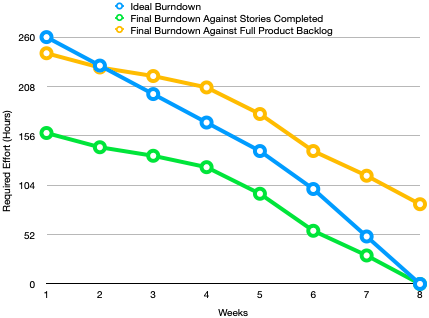 Ideal Burndown
Final Burndown Against Stories Completed
Final Burndown Against Full Product Backlog
260
208
156
104
52
0
Required Effort (Hours)
1 2 3 4 5 6 7 8
Weeks